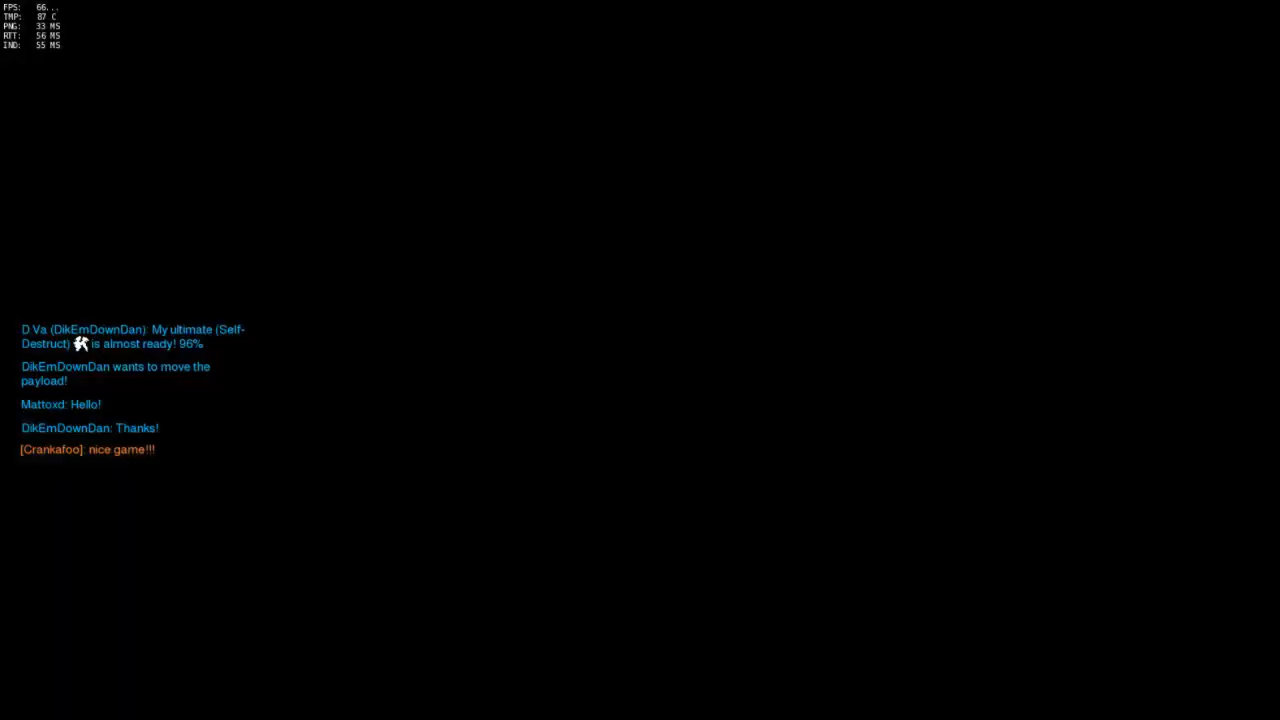 FPS: 66...
TMP: 87 C
PNG: 33 MS
RTT: 56 MS
IND: 55 MS
D Va (DikEmDownDan): My ultimate (Self-
Destruct) is almost ready! 96%
DikEmDownDan wants to move the
payload!
Mattoxd: Hello!
DikEmDownDan: Thanks!
[Crankafoo]: nice game!!!